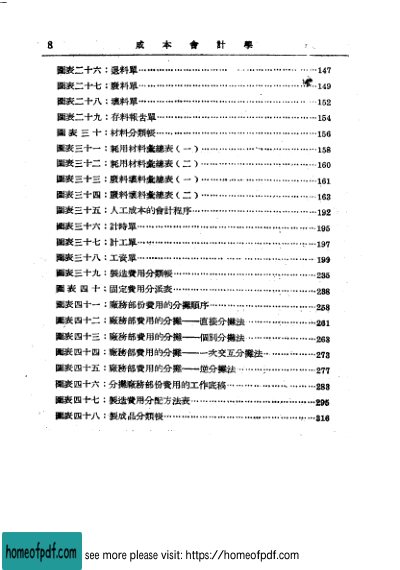 8 成本會計學
圖表二十六：退料單……147
圖表二十七：廢料單……149
圖表二十八：壞料單……152
圖表二十九：存料報告單……154
圖表三十：材料分類帳……156
圖表三十一：耗用材料彙總表（一）……158
圖表三十二：耗用材料彙總表（二）……160
圖表三十三：廢料壞料彙總表（一）……161
圖表三十四：廢料壞料彙總表（二）……163
圖表三十五：人工成本的會計程序……192
圖表三十六：計時單……195
圖表三十七：計工單……197
圖表三十八：工資單……199
圖表三十九：製造費用分類帳……235
圖表四十：固定費用分派表……238
圖表四十一：廠務部份費用的分攤順序……258
圖表四十二：廠務部費用的分攤——直接分攤法……261
圖表四十三：廠務部費用的分攤——個別分攤法……263
圖表四十四：廠務部費用的分攤——一次交互分攤法……273
圖表四十五：廠務部費用的分攤——逆分攤法……277
圖表四十六：分攤廠務部份費用的工作底稿……283
圖表四十七：製造費用分配方法表……295
圖表四十八：製成品分類帳……316
homeofpdf.com see more please visit: https://homeofpdf.com